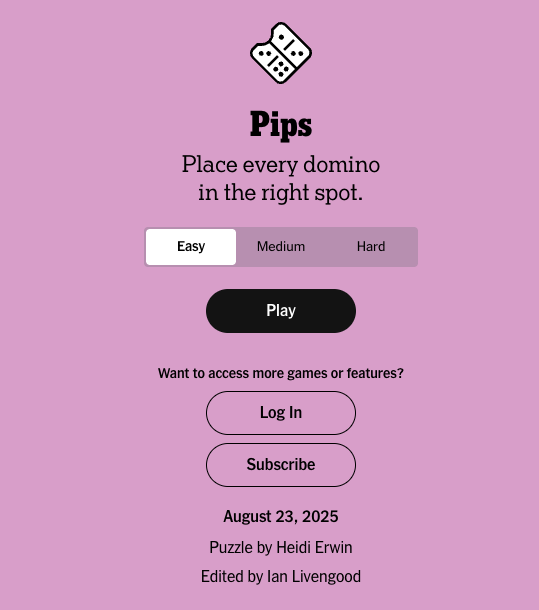 Pips
Place every domino
in the right spot.
Easy
Medium
Hard
Play
Want to access more games or features?
Log In
Subscribe
August 23, 2025
Puzzle by Heidi Erwin
Edited by Ian Livengood